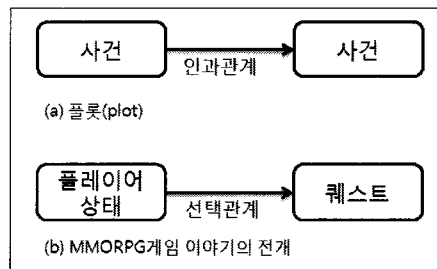 사건
사건
인과관계
(a) 플롯(plot)
플레이어
상태
퀘스트
선택관계
(b) MMORPG게임 이야기의 전개